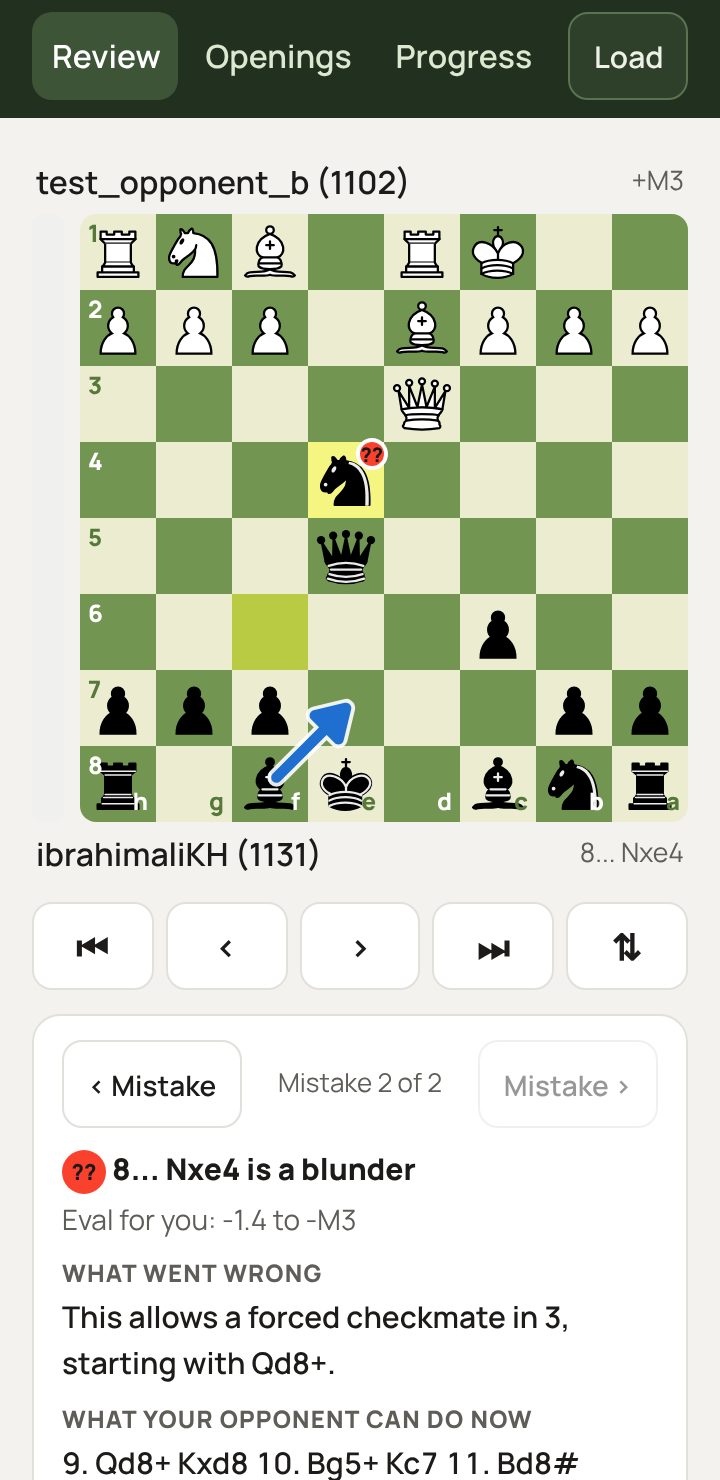 Review Openings Progress Load
test_opponent_b (1102) +M3
1
2
3
4
??
5
6
7
8 h g f e d c b a
ibrahimaliKH (1131) 8... Nxe4
⏮ ‹ › ⏭ ⇅
‹ Mistake Mistake 2 of 2 Mistake ›
?? 8... Nxe4 is a blunder
Eval for you: -1.4 to -M3
WHAT WENT WRONG
This allows a forced checkmate in 3,
starting with Qd8+.
WHAT YOUR OPPONENT CAN DO NOW
9. Qd8+ Kxd8 10. Bg5+ Kc7 11. Bd8#